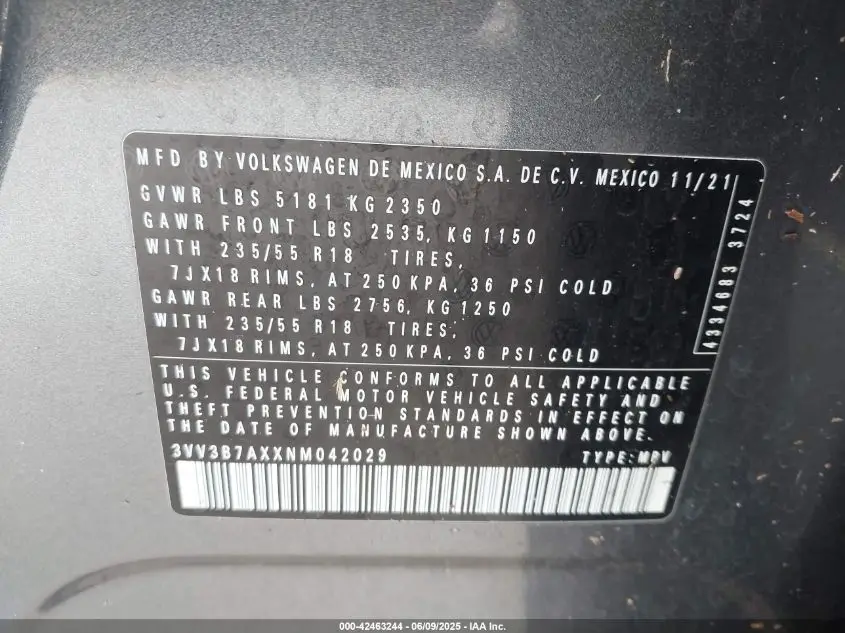 MFD BY VOLKSWAGEN DE MEXICO S.A. DE C.V. MEXICO 11/21
GVWR LBS 5181 KG 2350
GAWR FRONT LBS 2535, KG 1150
WITH 235/55 R18 TIRES,
7JX18 RIMS, AT 250 KPA, 36 PSI COLD
GAWR REAR LBS 2756, KG 1250
WITH 235/55 R18 TIRES,
7JX18 RIMS, AT 250 KPA, 36 PSI COLD
4334683 3724
THIS VEHICLE CONFORMS TO ALL APPLICABLE
U.S. FEDERAL MOTOR VEHICLE SAFETY AND
THEFT PREVENTION STANDARDS IN EFFECT ON
THE DATE OF MANUFACTURE SHOWN ABOVE.
3VV3B7AXXNM042029 TYPE:MPV
000-42463244 - 06/09/2025 - IAA Inc.